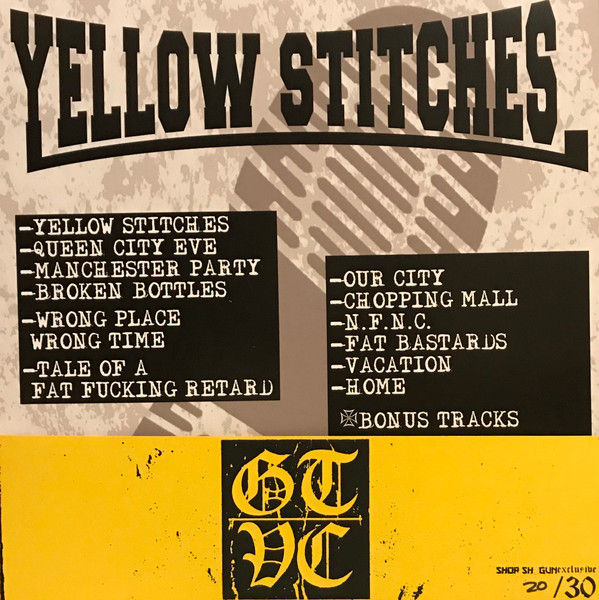 YELLOW STITCHES
-YELLOW STITCHES
-QUEEN CITY EVE
-MANCHESTER PARTY
-BROKEN BOTTLES
-WRONG PLACE
WRONG TIME
-TALE OF A
FAT FUCKING RETARD
-OUR CITY
-CHOPPING MALL
-N.F.N.C.
-FAT BASTARDS
-VACATION
-HOME
✠BONUS TRACKS
GT
VC
exclusive
20/30